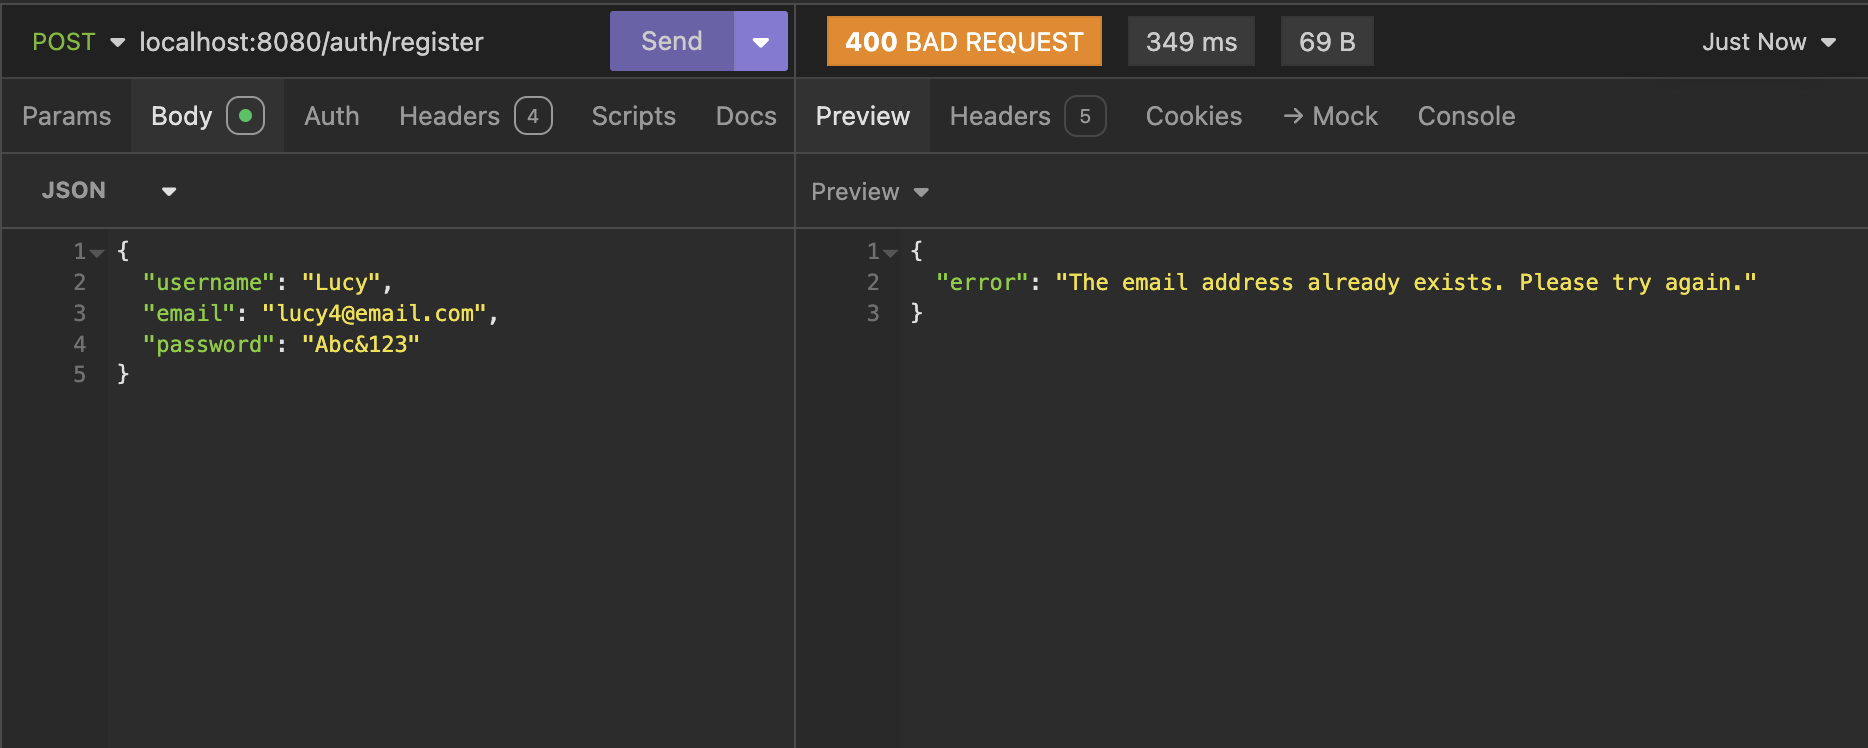 POST localhost:8080/auth/register Send
400 BAD REQUEST 349 ms 69 B Just Now
Params Body Auth Headers 4 Scripts Docs
Preview Headers 5 Cookies → Mock Console
JSON
Preview
1 {
2 "username": "Lucy",
3 "email": "lucy4@email.com",
4 "password": "Abc&123"
5 }
1 {
2 "error": "The email address already exists. Please try again."
3 }